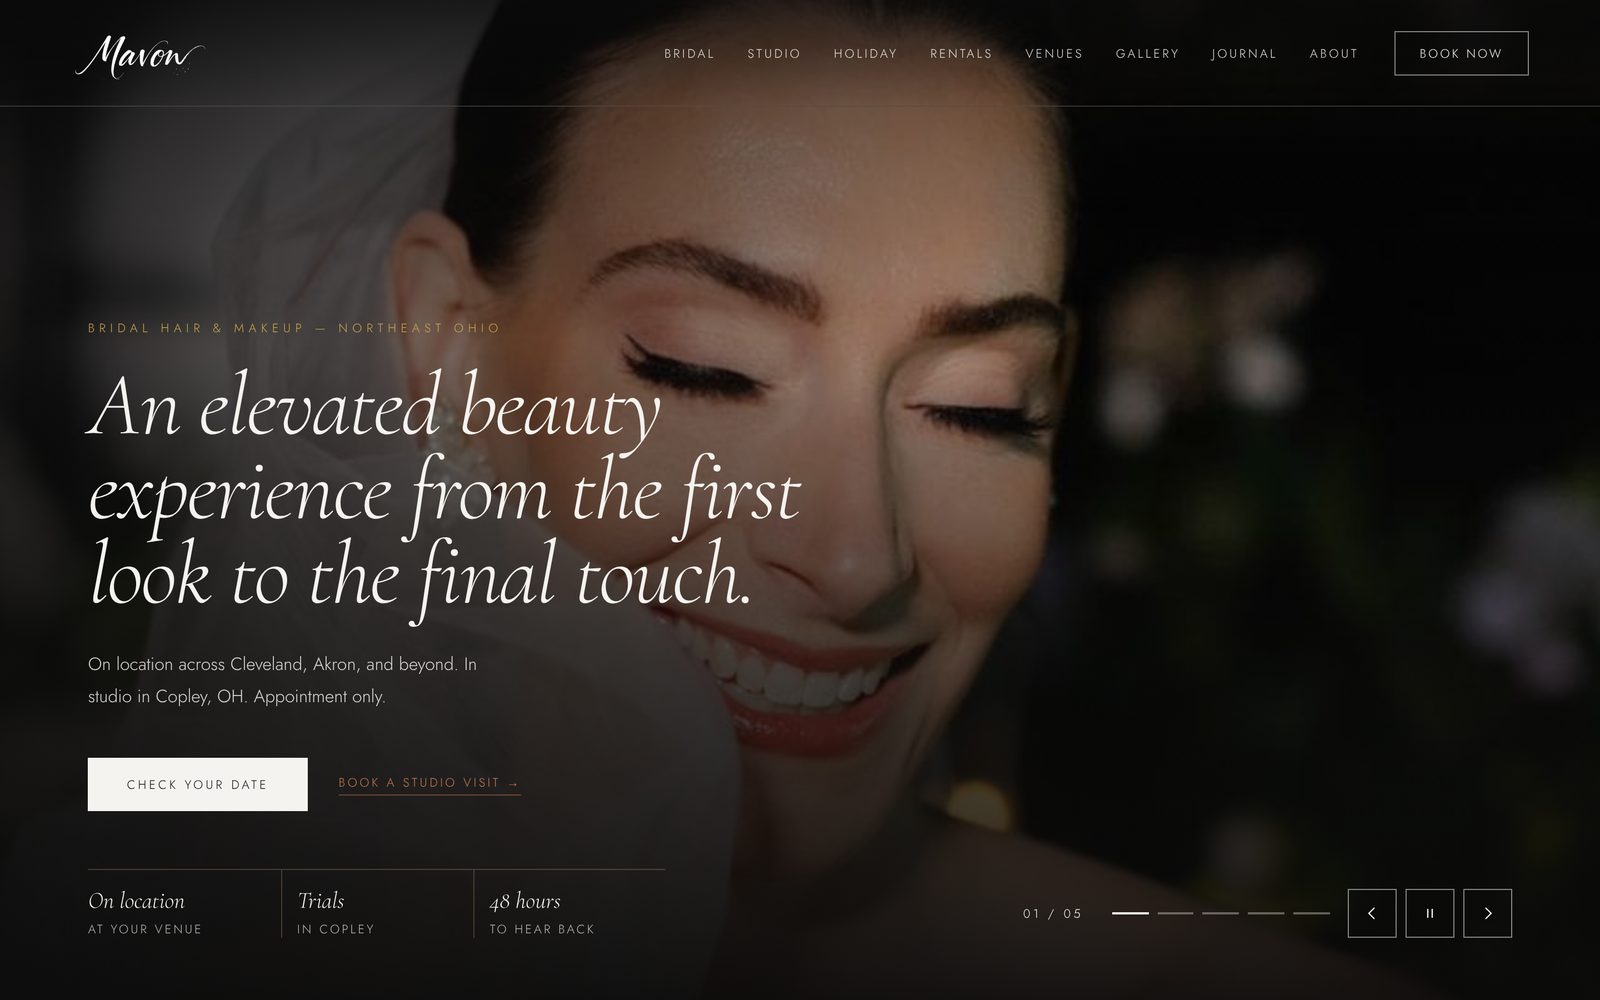 Mavon
BRIDAL STUDIO HOLIDAY RENTALS VENUES GALLERY JOURNAL ABOUT BOOK NOW
BRIDAL HAIR & MAKEUP — NORTHEAST OHIO
An elevated beauty
experience from the first
look to the final touch.
On location across Cleveland, Akron, and beyond. In
studio in Copley, OH. Appointment only.
CHECK YOUR DATE
BOOK A STUDIO VISIT →
On location
AT YOUR VENUE
Trials
IN COPLEY
48 hours
TO HEAR BACK
01 / 05